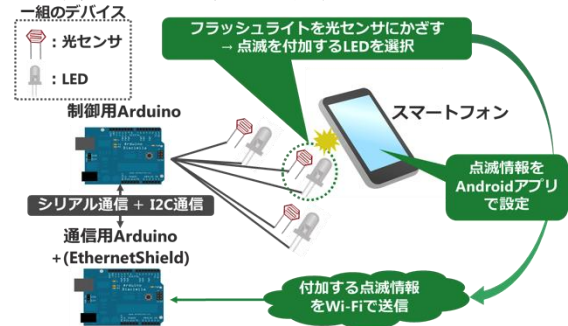 一組のデバイス
：光センサ
：LED
フラッシュライトを光センサにかざす
→ 点滅を付加するLEDを選択
制御用Arduino
スマートフォン
点滅情報を
Androidアプリ
で設定
シリアル通信 + I2C通信
通信用Arduino
+(EthernetShield)
付加する点滅情報
をWi-Fiで送信